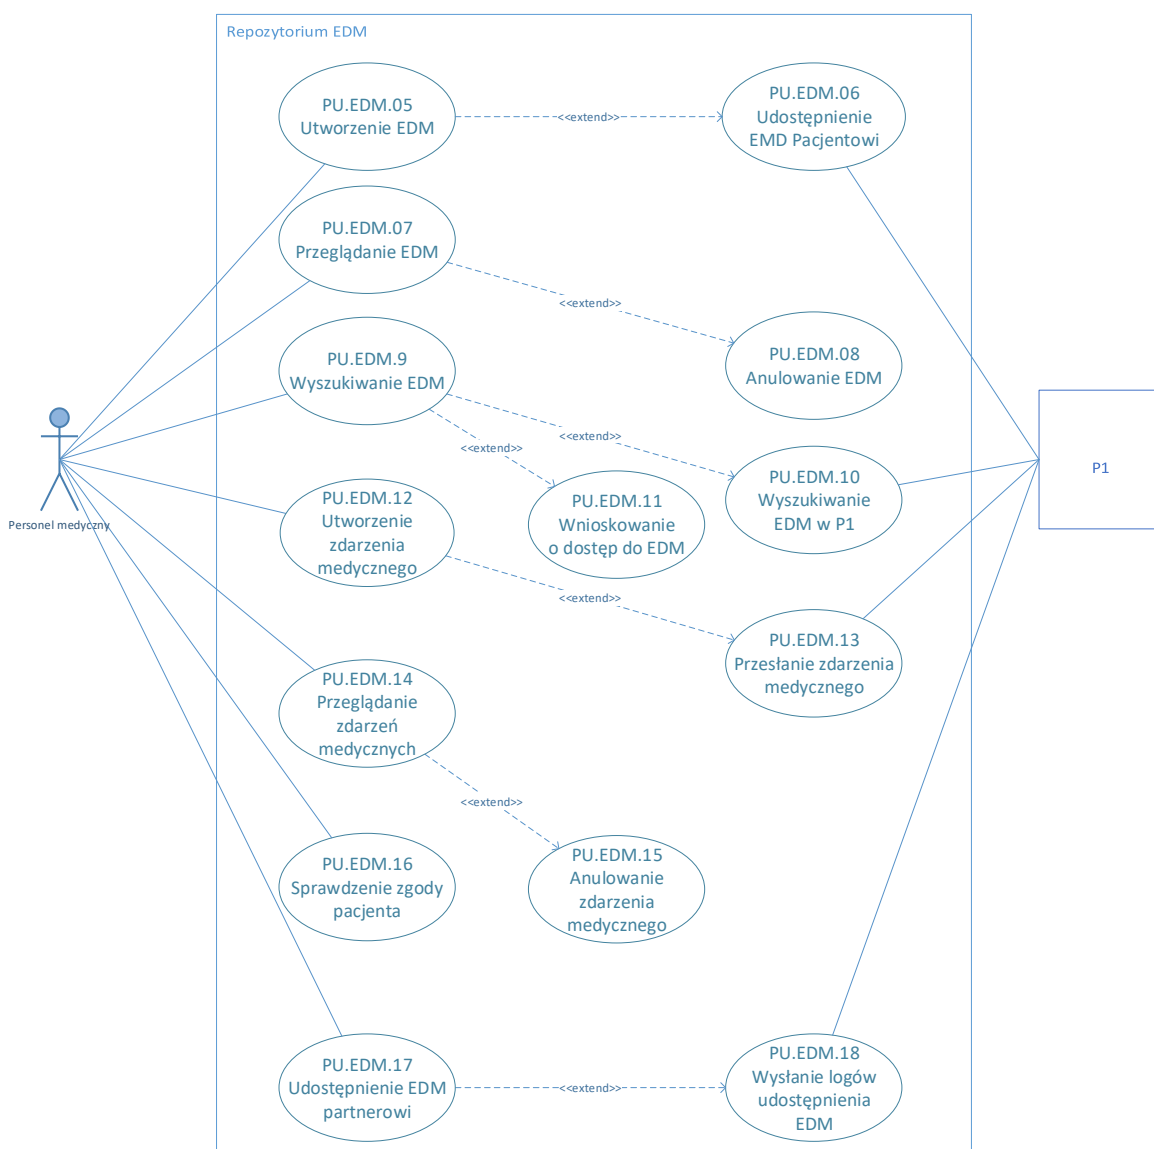 Repozytorium EDM
PU.EDM.05
Utworzenie EDM
<<extend>>
PU.EDM.06
Udostępnienie
EMD Pacjentowi
PU.EDM.07
Przeglądanie EDM
<<extend>>
PU.EDM.08
Anulowanie EDM
PU.EDM.9
Wyszukiwanie EDM
<<extend>>
<<extend>>
PU.EDM.10
Wyszukiwanie
EDM w P1
PU.EDM.11
Wnioskowanie
o dostęp do EDM
P1
Personel medyczny
PU.EDM.12
Utworzenie
zdarzenia
medycznego
<<extend>>
PU.EDM.13
Przesłanie zdarzenia
medycznego
PU.EDM.14
Przeglądanie
zdarzeń
medycznych
<<extend>>
PU.EDM.15
Anulowanie
zdarzenia
medycznego
PU.EDM.16
Sprawdzenie zgody
pacjenta
PU.EDM.17
Udostępnienie EDM
partnerowi
<<extend>>
PU.EDM.18
Wysłanie logów
udostępnienia
EDM